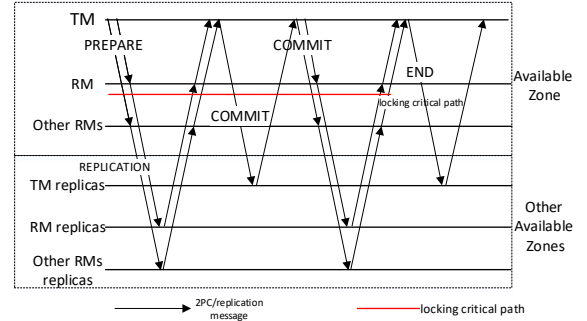 TM
PREPARE
COMMIT
END
RM
Available
Zone
locking critical path
COMMIT
Other RMs
REPLICATION
TM replicas
RM replicas
Other
Available
Zones
Other RMs
replicas
2PC/replication
message
locking critical path